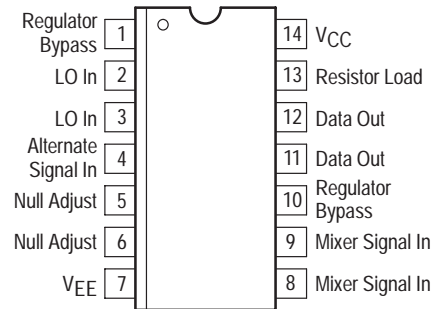 Regulator
Bypass
1
14
VCC
LO In
2
13
Resistor Load
LO In
3
12
Data Out
Alternate
Signal In
4
11
Data Out
Null Adjust
5
10
Regulator
Bypass
Null Adjust
6
9
Mixer Signal In
VEE
7
8
Mixer Signal In